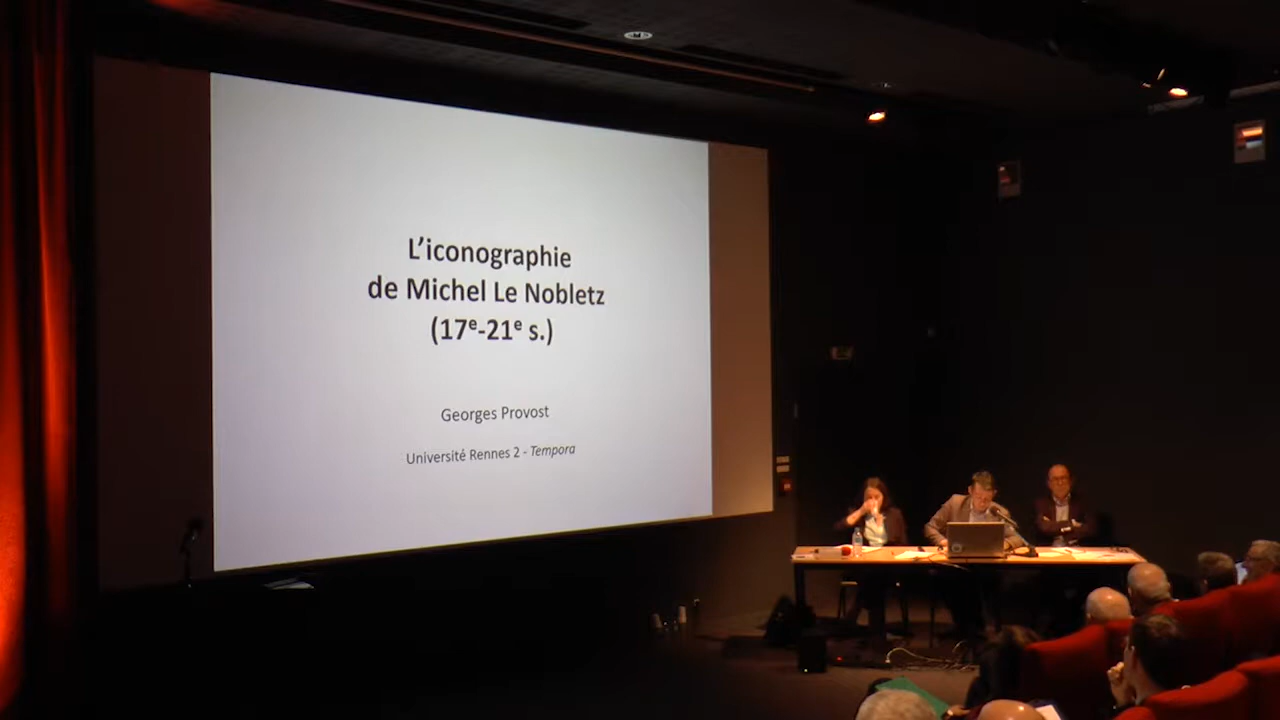 L'iconographie
de Michel Le Nobletz
(17e-21e s.)
Georges Provost
Université Rennes 2 - Tempora